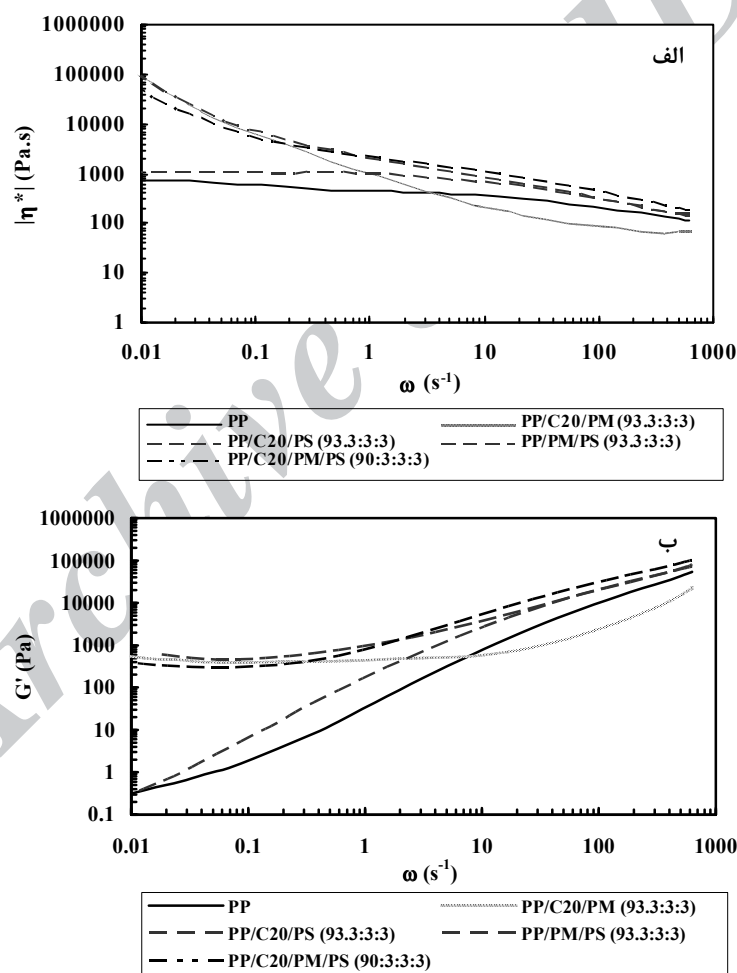 الف
1000000
100000
10000
1000
100
10
1
|η*| (Pa.s)
0.01 0.1 1 10 100 1000
ω (s⁻¹)
PP PP/C20/PM (93.3:3:3)
PP/C20/PS (93.3:3:3) PP/PM/PS (93.3:3:3)
PP/C20/PM/PS (90:3:3:3)
ب
1000000
100000
10000
1000
100
10
1
0.1
G' (Pa)
0.01 0.1 1 10 100 1000
ω (s⁻¹)
PP PP/C20/PM (93.3:3:3)
PP/C20/PS (93.3:3:3) PP/PM/PS (93.3:3:3)
PP/C20/PM/PS (90:3:3:3)
Archive